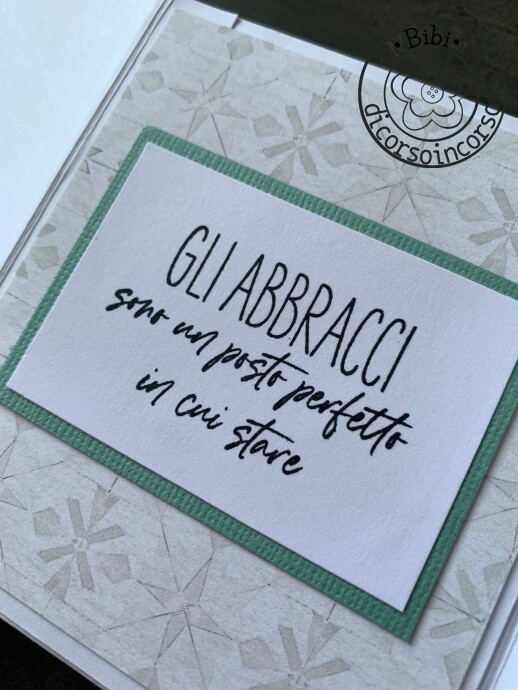 • Bibi •
dicorsoincorso
GLI ABBRACCI
sono un posto perfetto
in cui stare